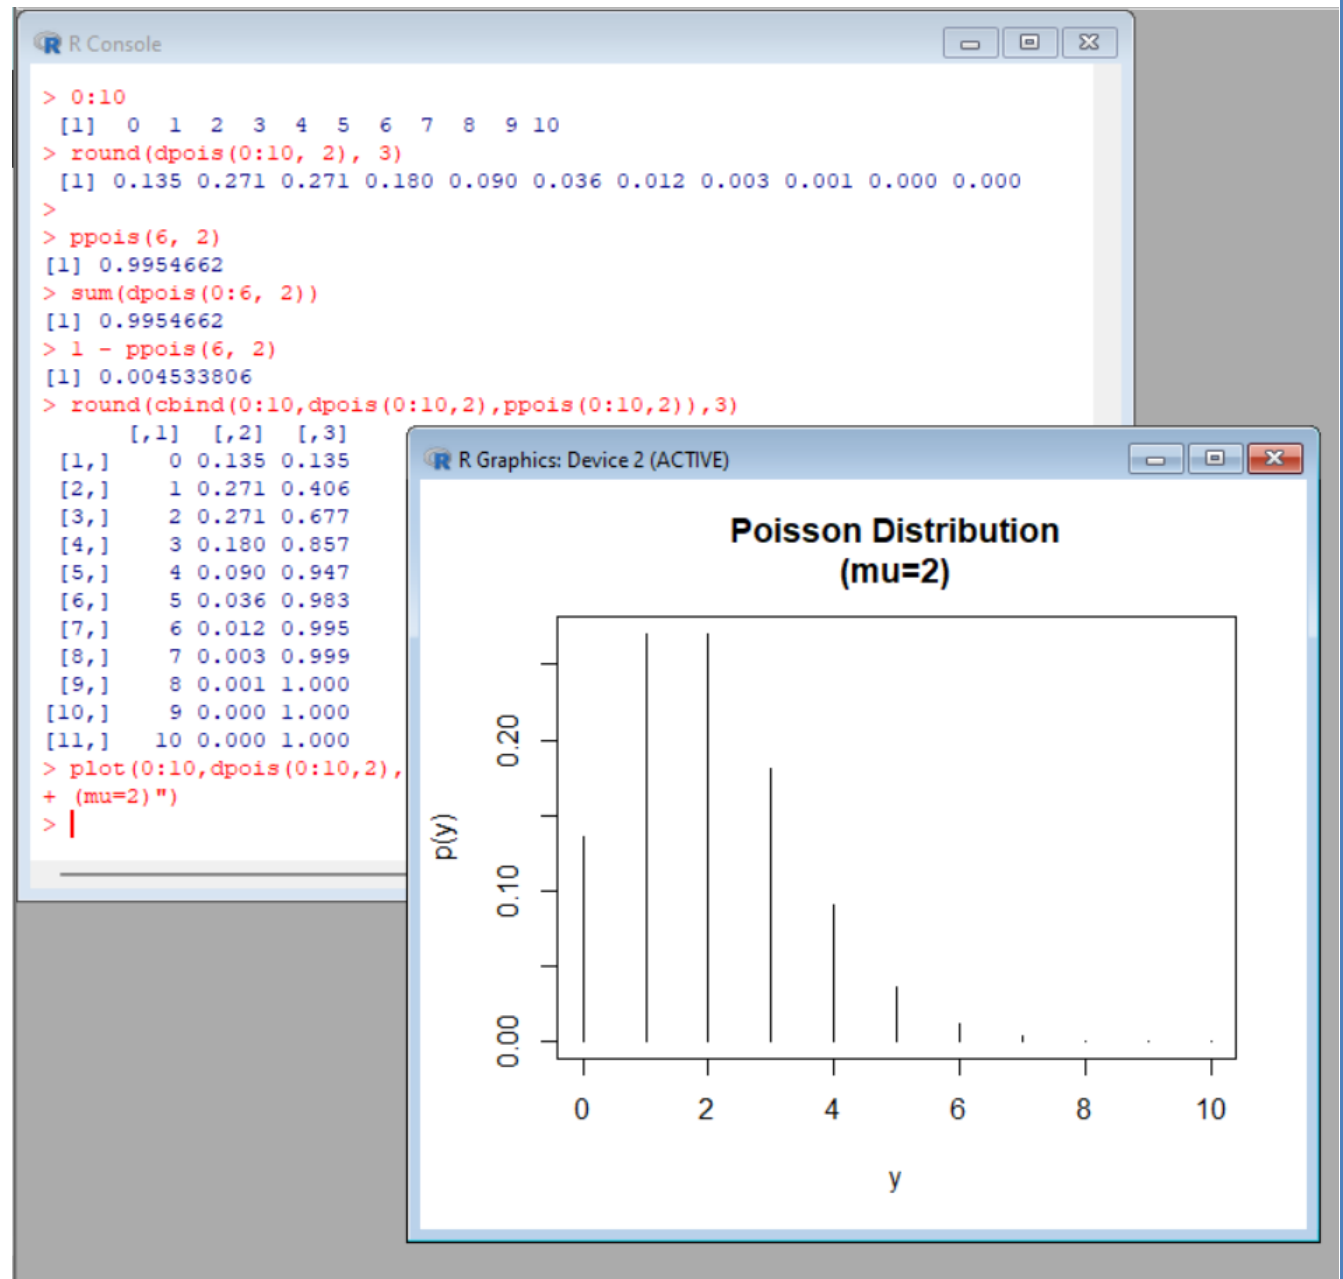 R Console
> 0:10
[1] 0 1 2 3 4 5 6 7 8 9 10
> round(dpois(0:10, 2), 3)
[1] 0.135 0.271 0.271 0.180 0.090 0.036 0.012 0.003 0.001 0.000 0.000
>
> ppois(6, 2)
[1] 0.9954662
> sum(dpois(0:6, 2))
[1] 0.9954662
> 1 - ppois(6, 2)
[1] 0.004533806
> round(cbind(0:10,dpois(0:10,2),ppois(0:10,2)),3)
[,1] [,2] [,3]
[1,] 0 0.135 0.135
[2,] 1 0.271 0.406
[3,] 2 0.271 0.677
[4,] 3 0.180 0.857
[5,] 4 0.090 0.947
[6,] 5 0.036 0.983
[7,] 6 0.012 0.995
[8,] 7 0.003 0.999
[9,] 8 0.001 1.000
[10,] 9 0.000 1.000
[11,] 10 0.000 1.000
> plot(0:10,dpois(0:10,2),
+ (mu=2)")
>
R Graphics: Device 2 (ACTIVE)
Poisson Distribution
(mu=2)
p(y)
0.20
0.10
0.00
0 2 4 6 8 10
y